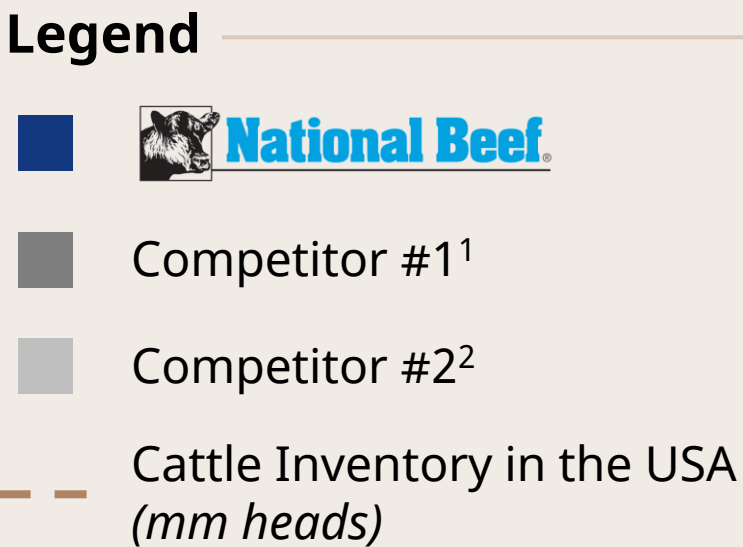 Legend
National Beef®
Competitor #1¹
Competitor #2²
Cattle Inventory in the USA
(mm heads)